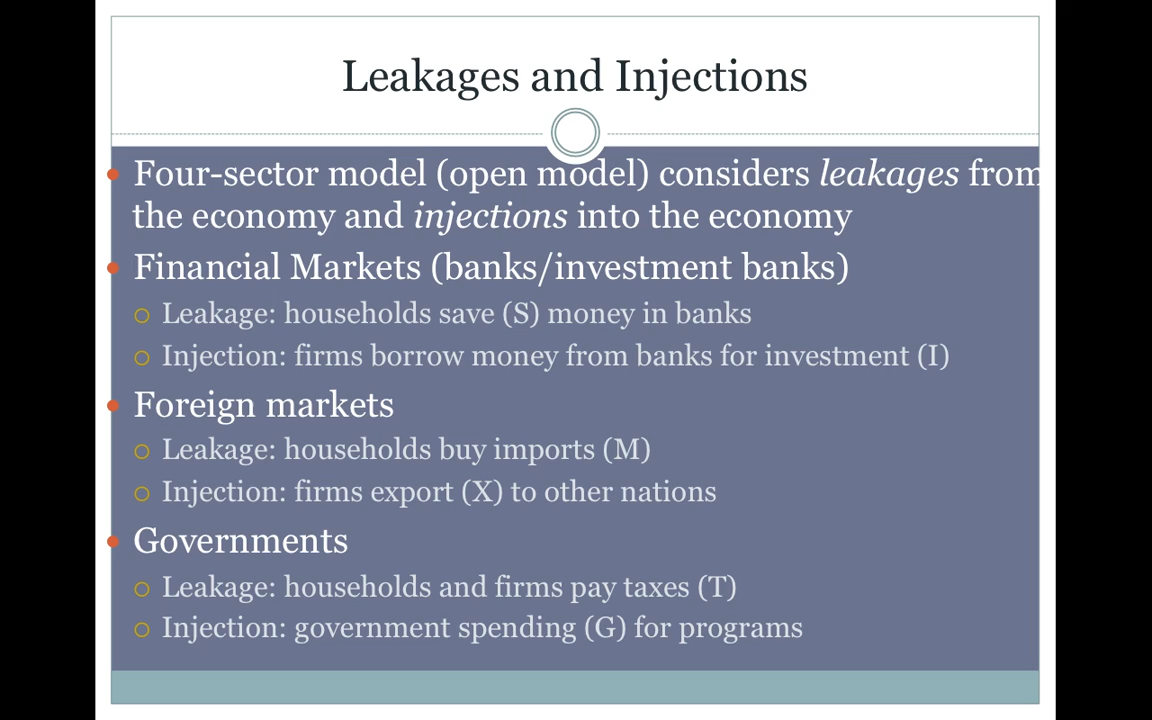 Leakages and Injections
• Four-sector model (open model) considers leakages from
the economy and injections into the economy
• Financial Markets (banks/investment banks)
○ Leakage: households save (S) money in banks
○ Injection: firms borrow money from banks for investment (I)
• Foreign markets
○ Leakage: households buy imports (M)
○ Injection: firms export (X) to other nations
• Governments
○ Leakage: households and firms pay taxes (T)
○ Injection: government spending (G) for programs